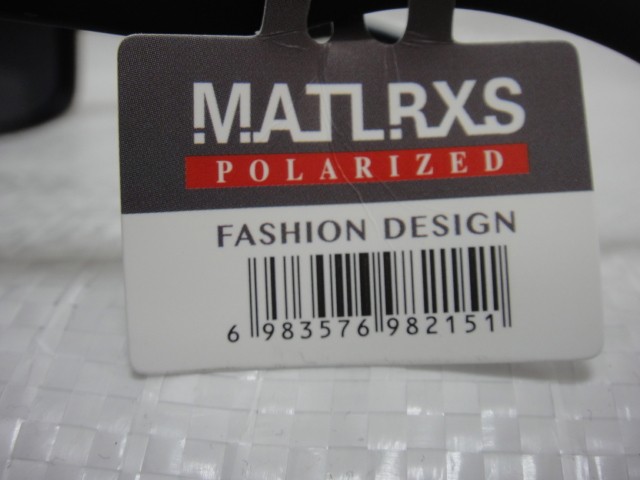 MATLRXS
POLARIZED
FASHION DESIGN
6 983576 982151